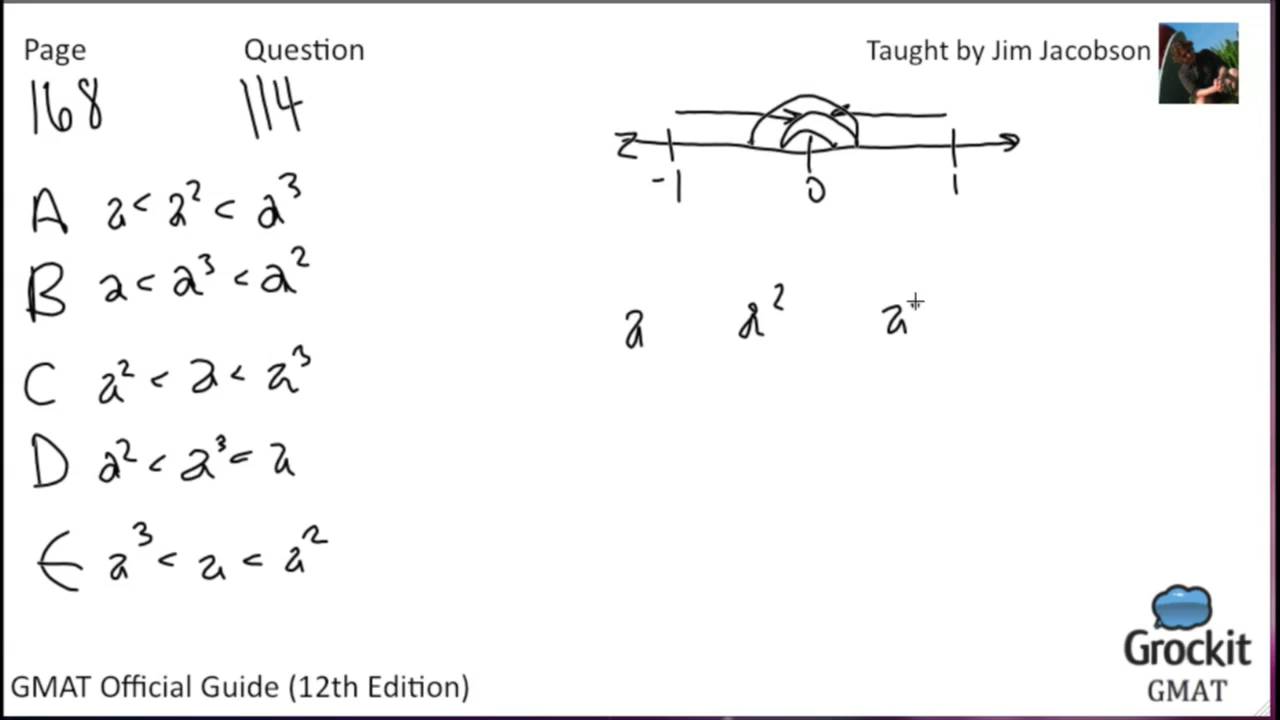 Page Question Taught by Jim Jacobson
168 114
-1 0 1
A a < a² < a³
B a < a³ < a²
a a² a
C a² < a < a³
D a² < a³ < a
E a³ < a < a²
Grockit
GMAT
GMAT Official Guide (12th Edition)